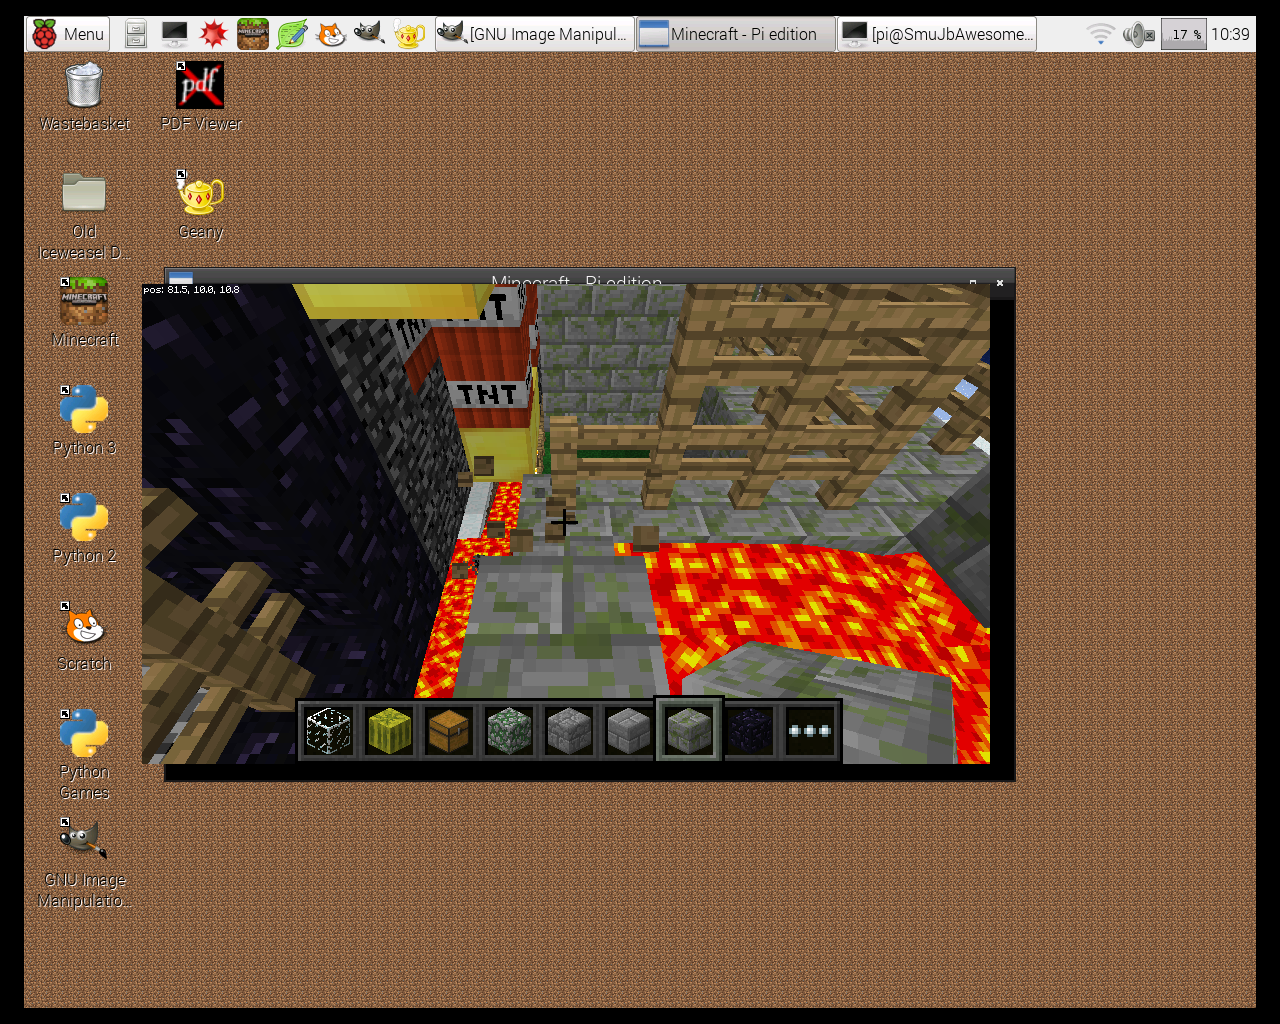 Menu
[GNU Image Manipul...
Minecraft - Pi edition
[pi@SmuJbAwesome...
17 %
10:39
Wastebasket
pdf
PDF Viewer
Old
Iceweasel D...
Geany
MINECRAFT
Minecraft
Minecraft - Pi edition
pos: 81.5, 10.0, 10.8
TNT
TNT
Python 3
Python 2
Scratch
Python
Games
GNU Image
Manipulatio...